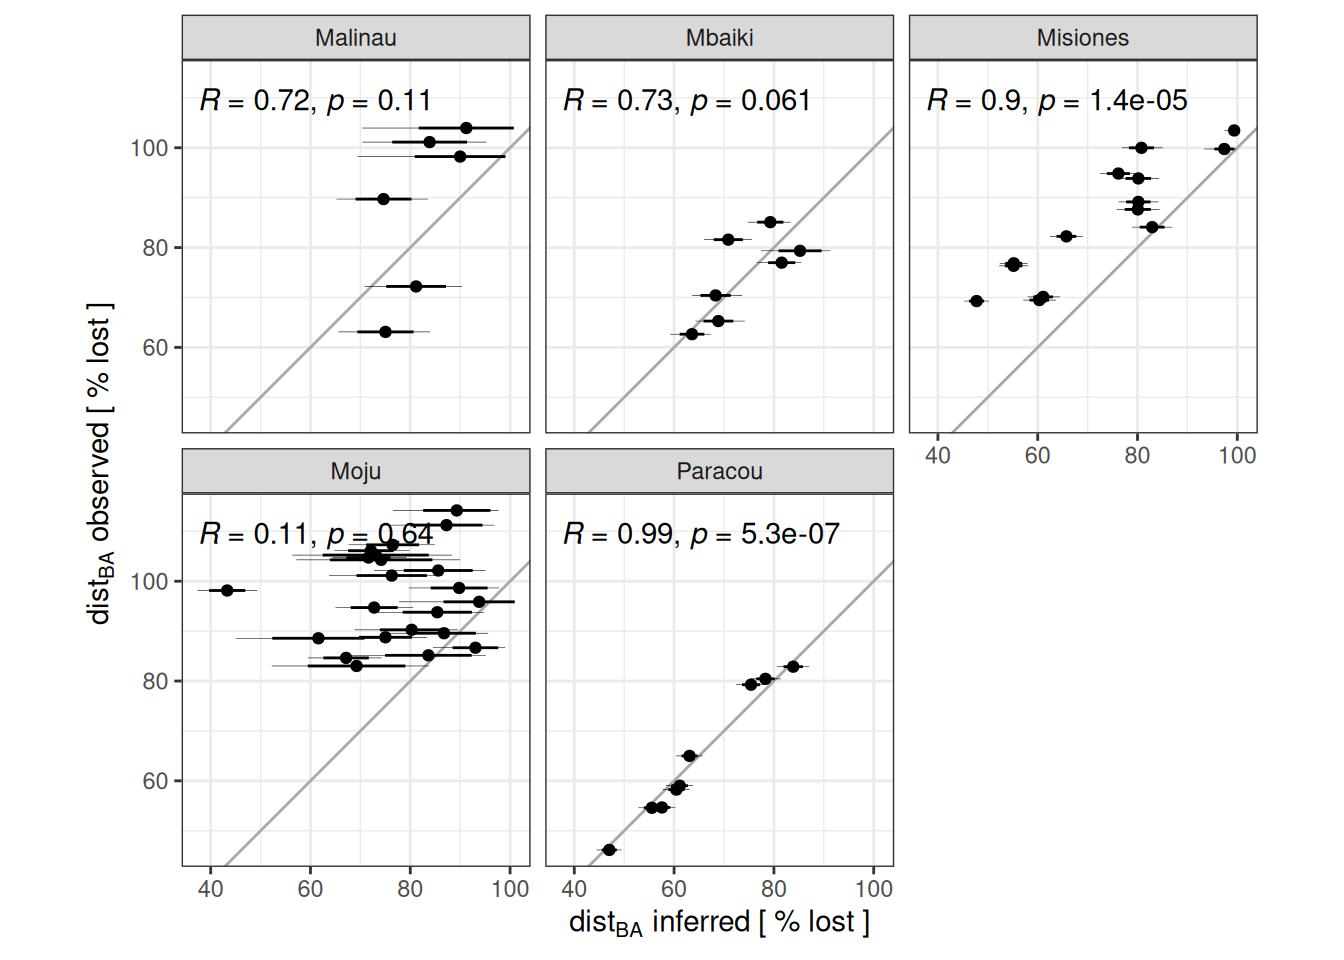 Malinau
Mbaiki
Misiones
R = 0.72, p = 0.11
R = 0.73, p = 0.061
R = 0.9, p = 1.4e-05
100
80
60
40 60 80 100
Moju
Paracou
R = 0.11, p = 0.64
R = 0.99, p = 5.3e-07
100
80
60
40 60 80 100
40 60 80 100
distBA inferred [ % lost ]
distBA observed [ % lost ]